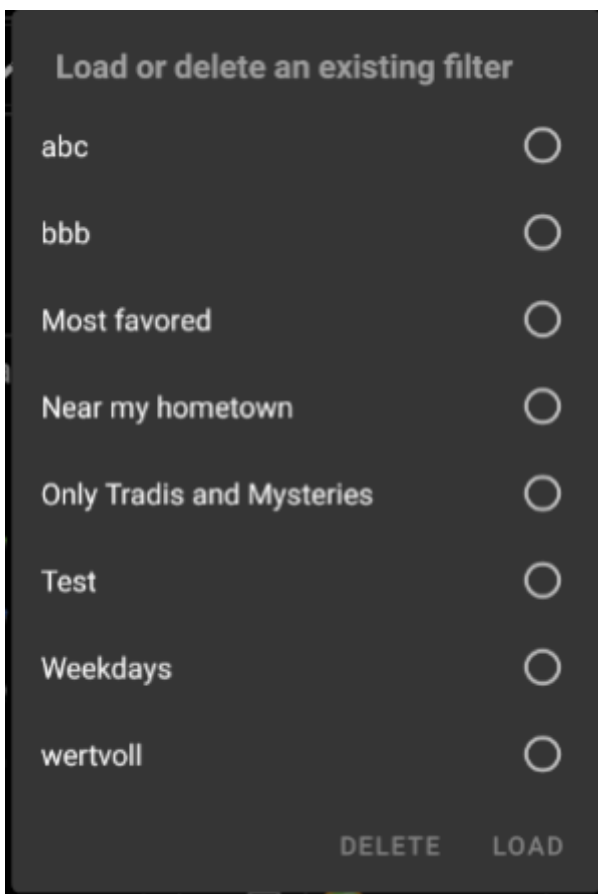 Load or delete an existing filter
abc
bbb
Most favored
Near my hometown
Only Tradis and Mysteries
Test
Weekdays
wertvoll
DELETE LOAD